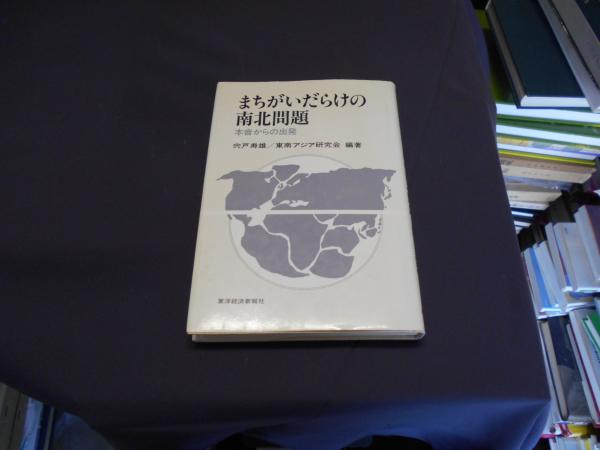 まちがいだらけの
南北問題
本音からの出発
宍戸寿雄／東南アジア研究会 編著
東洋経済新報社